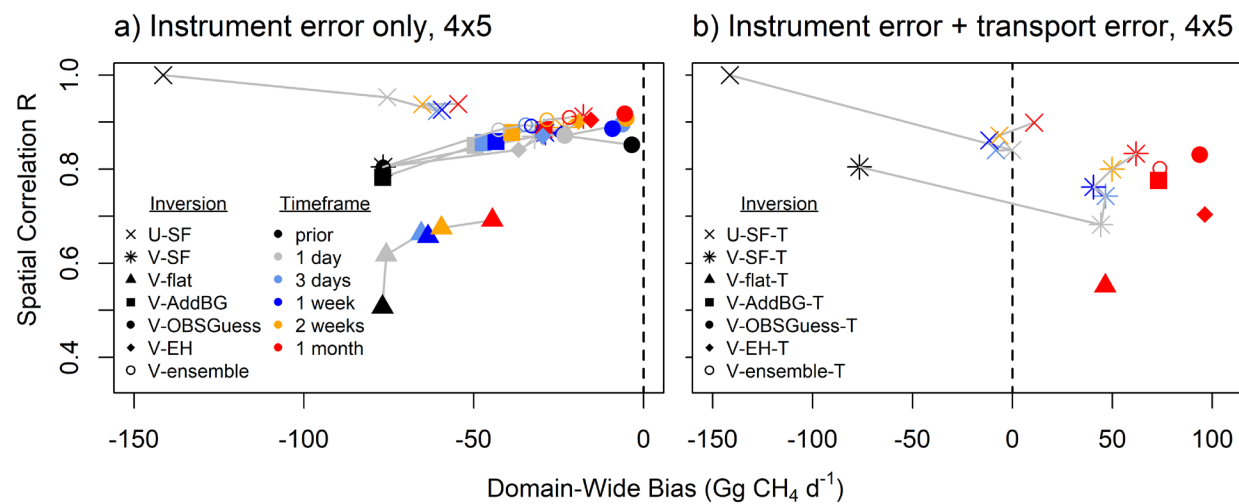 a) Instrument error only, 4x5
b) Instrument error + transport error, 4x5
Spatial Correlation R
1.0
0.8
0.6
0.4
Inversion
U-SF
V-SF
V-flat
V-AddBG
V-OBSGuess
V-EH
V-ensemble
Timeframe
prior
1 day
3 days
1 week
2 weeks
1 month
Inversion
U-SF-T
V-SF-T
V-flat-T
V-AddBG-T
V-OBSGuess-T
V-EH-T
V-ensemble-T
-150 -100 -50 0
-150 -100 -50 0 50 100
Domain-Wide Bias (Gg CH₄ d⁻¹)